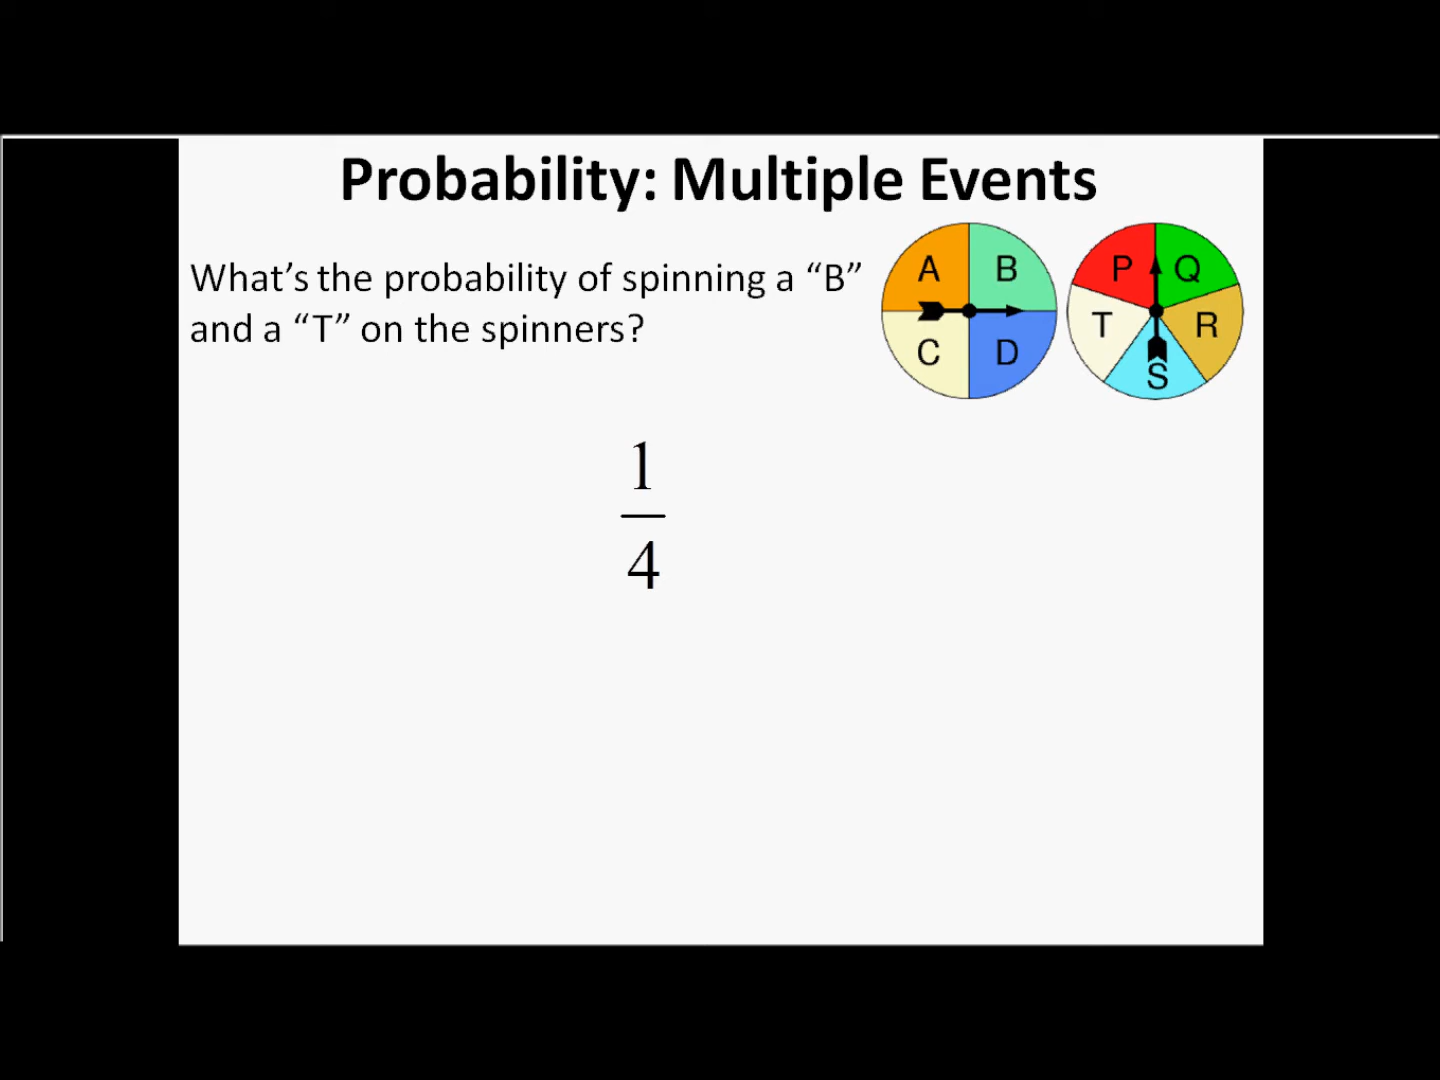 Probability: Multiple Events
What’s the probability of spinning a “B”
and a “T” on the spinners?
A B
C D
P Q
T R
S
1
4